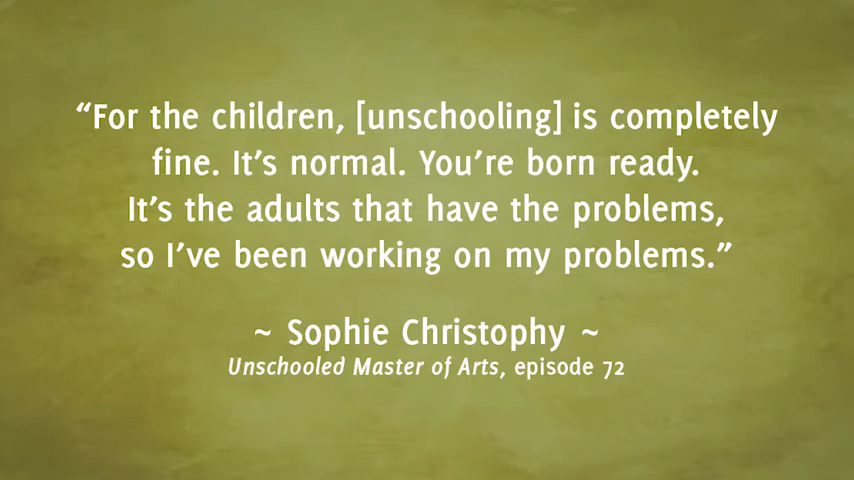 “For the children, [unschooling] is completely
fine. It’s normal. You’re born ready.
It’s the adults that have the problems,
so I’ve been working on my problems.”
~ Sophie Christophy ~
Unschooled Master of Arts, episode 72